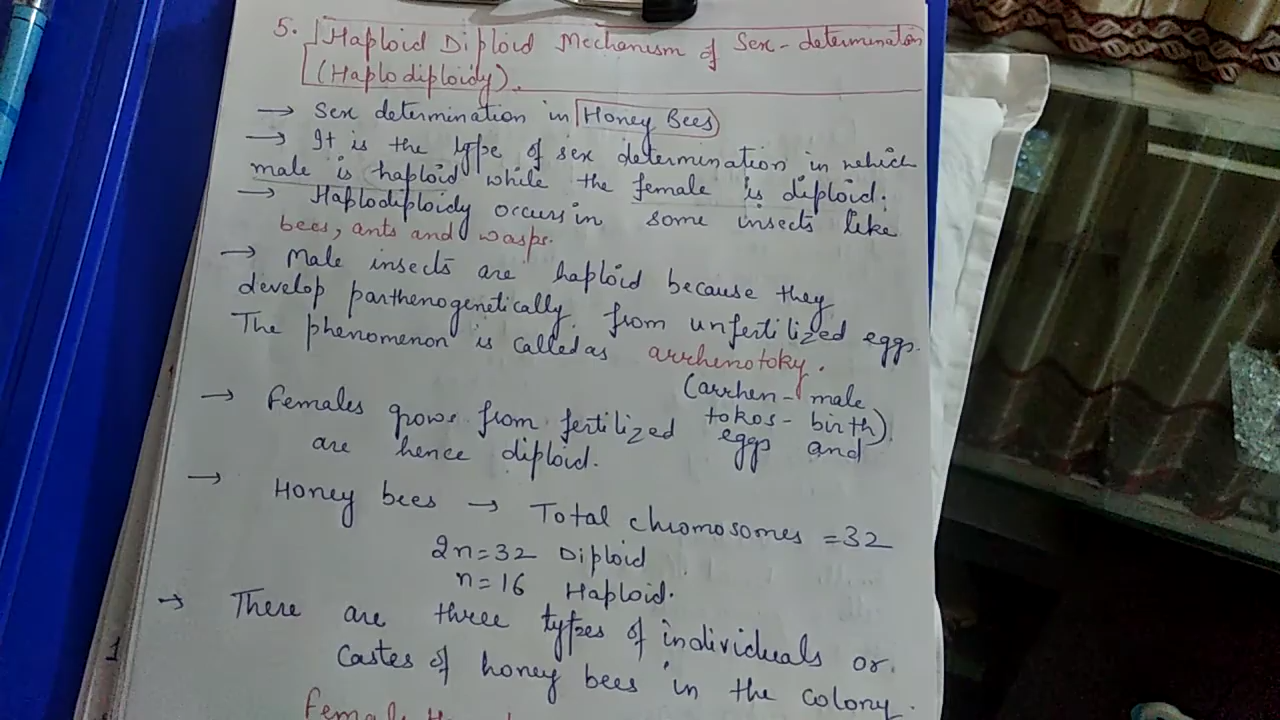 5. Haploid Diploid Mechanism of Sex-determination
(Haplodiploidy).
→ Sex determination in Honey Bees
→ It is the type of sex determination in which
male is haploid while the female is diploid.
→ Haplodiploidy occurs in some insects like
bees, ants and wasps.
→ Male insects are haploid because they
develop parthenogenetically from unfertilized eggs.
The phenomenon is called as arrhenotoky.
(arrhen - male
tokos - birth)
→ Females grows from fertilized eggs and
are hence diploid.
→ Honey bees → Total chromosomes = 32
2n = 32 Diploid
n = 16 Haploid.
→ There are three types of individuals or
castes of honey bees in the colony.
1